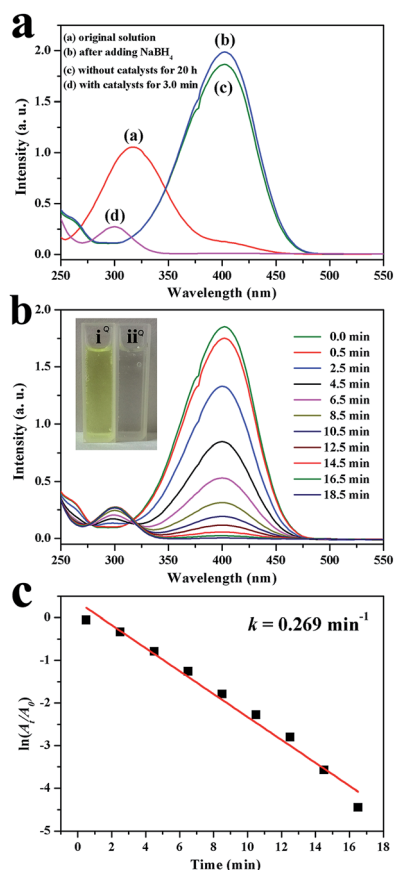 a
(a) original solution
(b) after adding NaBH4
(c) without catalysts for 20 h
(d) with catalysts for 3.0 min
(b)
(c)
(a)
(d)
2.0
1.5
1.0
0.5
0.0
Intensity (a. u.)
250 300 350 400 450 500 550
Wavelength (nm)
b
i
ii
0.0 min
0.5 min
2.5 min
4.5 min
6.5 min
8.5 min
10.5 min
12.5 min
14.5 min
16.5 min
18.5 min
2.0
1.5
1.0
0.5
0.0
Intensity (a. u.)
250 300 350 400 450 500 550
Wavelength (nm)
c
k = 0.269 min-1
0
-1
-2
-3
-4
-5
ln(At/A0)
0 2 4 6 8 10 12 14 16 18
Time (min)